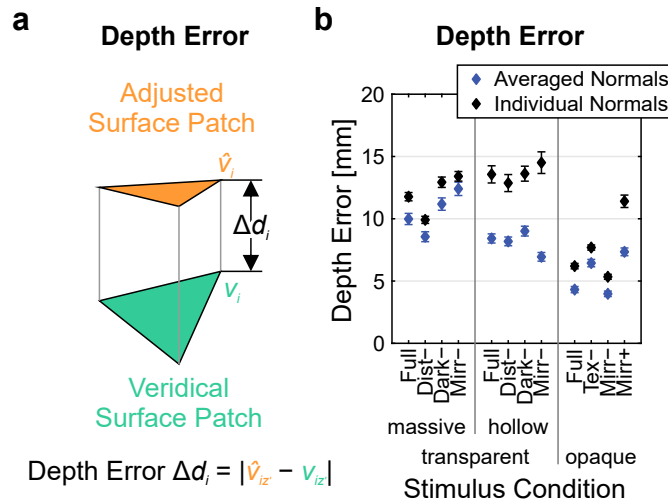 a
Depth Error
Adjusted
Surface Patch
v̂i
Δdi
vi
Veridical
Surface Patch
Depth Error Δdi = |v̂iz' − viz'|
b
Depth Error
Averaged Normals
Individual Normals
Depth Error [mm]
20
15
10
5
0
Full
Dist−
Dark−
Mirr−
Full
Dist−
Dark−
Mirr−
Full
Tex−
Mirr−
Mirr+
massive
hollow
transparent
opaque
Stimulus Condition